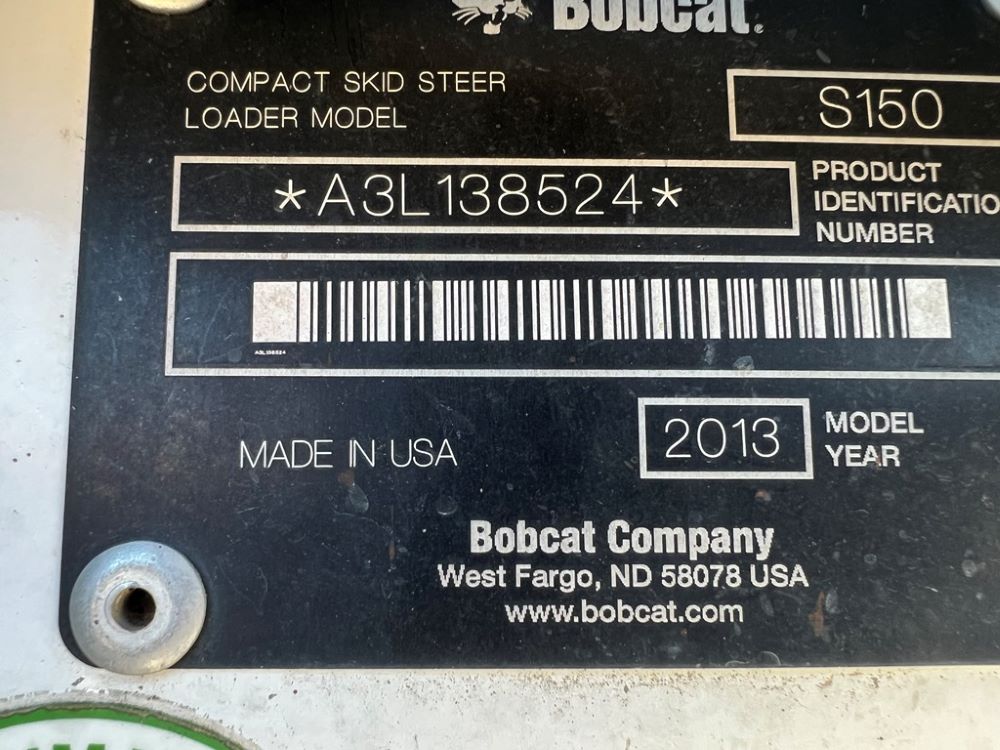 Bobcat.
COMPACT SKID STEER
LOADER MODEL
S150
*A3L138524*
PRODUCT
IDENTIFICATIO
NUMBER
A3L138524
MADE IN USA
2013
MODEL
YEAR
Bobcat Company
West Fargo, ND 58078 USA
www.bobcat.com